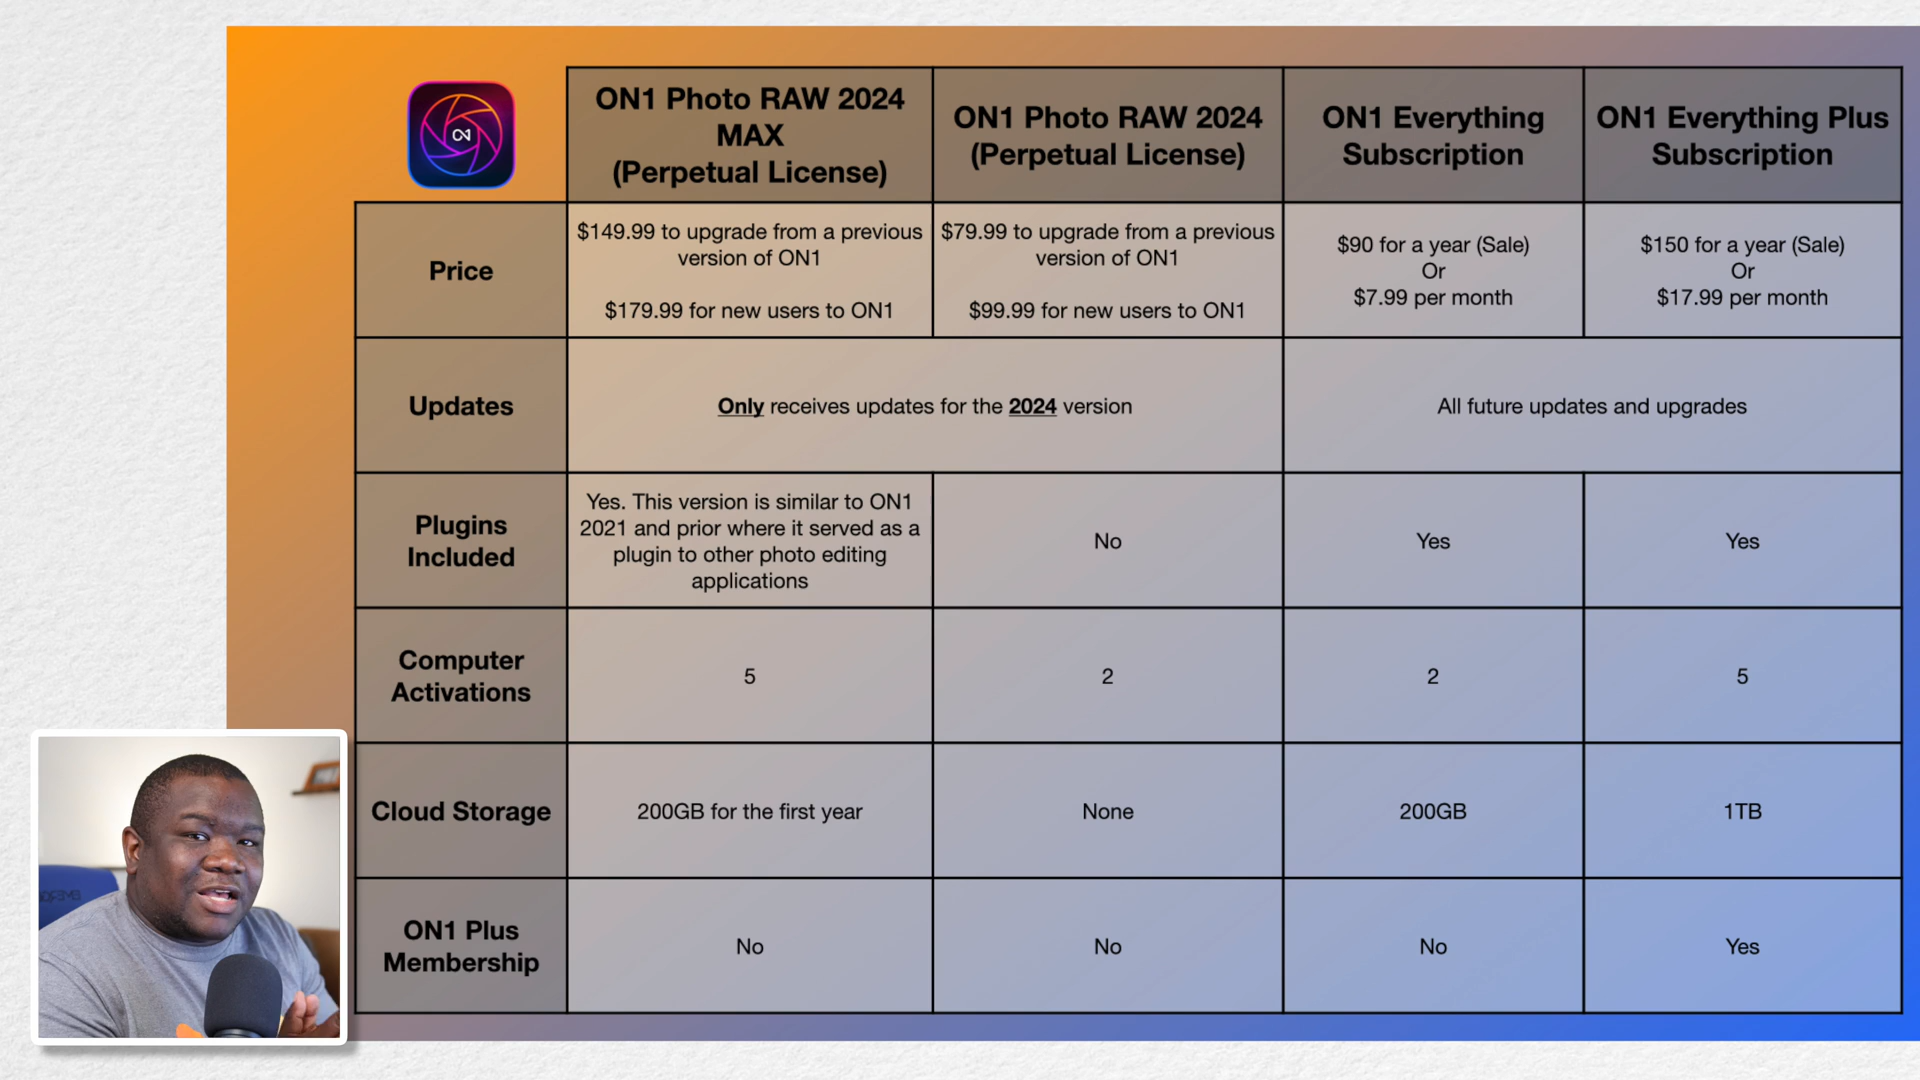 ON1 Photo RAW 2024
MAX
(Perpetual License)
ON1 Photo RAW 2024
(Perpetual License)
ON1 Everything
Subscription
ON1 Everything Plus
Subscription
ON
Price
$149.99 to upgrade from a previous
version of ON1
$179.99 for new users to ON1
$79.99 to upgrade from a previous
version of ON1
$99.99 for new users to ON1
$90 for a year (Sale)
Or
$7.99 per month
$150 for a year (Sale)
Or
$17.99 per month
Updates
Only receives updates for the 2024 version
All future updates and upgrades
Plugins
Included
Yes. This version is similar to ON1
2021 and prior where it served as a
plugin to other photo editing
applications
No
Yes
Yes
Computer
Activations
5
2
2
5
Cloud Storage
200GB for the first year
None
200GB
1TB
ON1 Plus
Membership
No
No
No
Yes